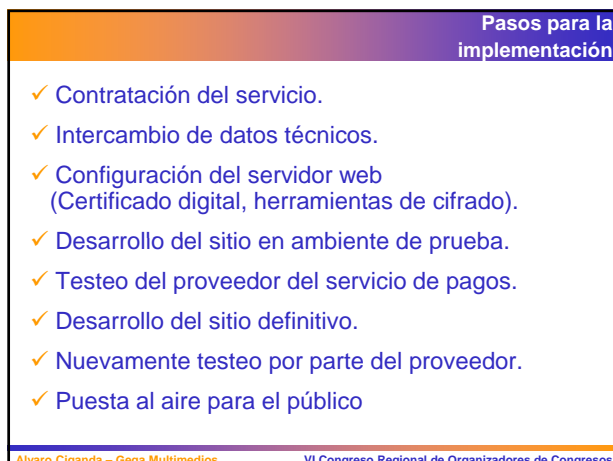 Pasos para la
implementación
✓ Contratación del servicio.
✓ Intercambio de datos técnicos.
✓ Configuración del servidor web
(Certificado digital, herramientas de cifrado).
✓ Desarrollo del sitio en ambiente de prueba.
✓ Testeo del proveedor del servicio de pagos.
✓ Desarrollo del sitio definitivo.
✓ Nuevamente testeo por parte del proveedor.
✓ Puesta al aire para el público
Alvaro Ciganda – Gega Multimedios VI Congreso Regional de Organizadores de Congresos